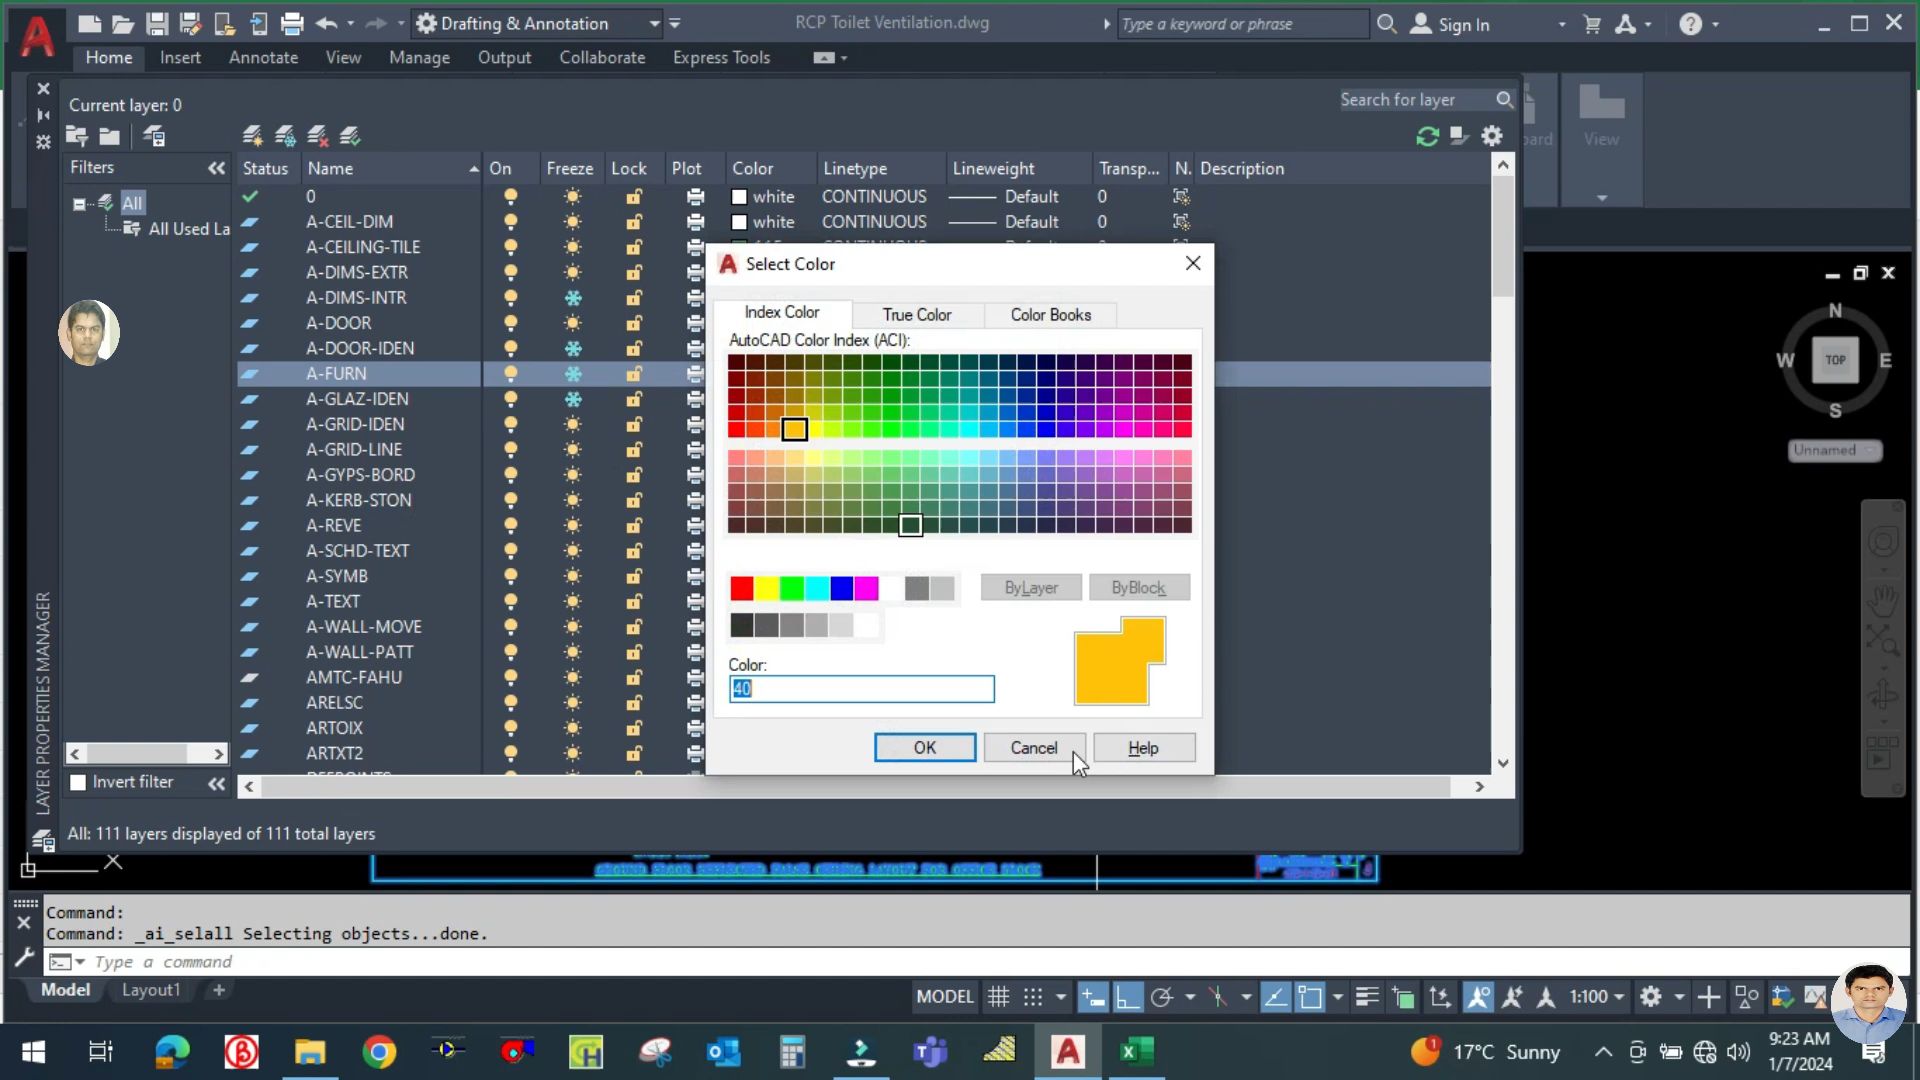 Drafting & Annotation
RCP Toilet Ventilation.dwg
Type a keyword or phrase
Sign In
Home
Insert
Annotate
View
Manage
Output
Collaborate
Express Tools
Current layer: 0
Search for layer
View
Filters
Status
Name
On
Freeze
Lock
Plot
Color
Linetype
Lineweight
Transp...
N.
Description
All
All Used La
0 white CONTINUOUS Default 0
A-CEIL-DIM white CONTINUOUS Default 0
A-CEILING-TILE
A-DIMS-EXTR
A-DIMS-INTR
A-DOOR
A-DOOR-IDEN
A-FURN
A-GLAZ-IDEN
A-GRID-IDEN
A-GRID-LINE
A-GYPS-BORD
A-KERB-STON
A-REVE
A-SCHD-TEXT
A-SYMB
A-TEXT
A-WALL-MOVE
A-WALL-PATT
AMTC-FAHU
ARELSC
ARTOIX
ARTXT2
Select Color
Index Color
True Color
Color Books
AutoCAD Color Index (ACI):
ByLayer
ByBlock
Color:
40
OK
Cancel
Help
N
W
TOP
E
S
Unnamed
Invert filter
LAYER PROPERTIES MANAGER
All: 111 layers displayed of 111 total layers
X
Command:
Command: _ai_selall Selecting objects...done.
Type a command
Model
Layout1
MODEL
1:100
17°C Sunny
9:23 AM
1/7/2024